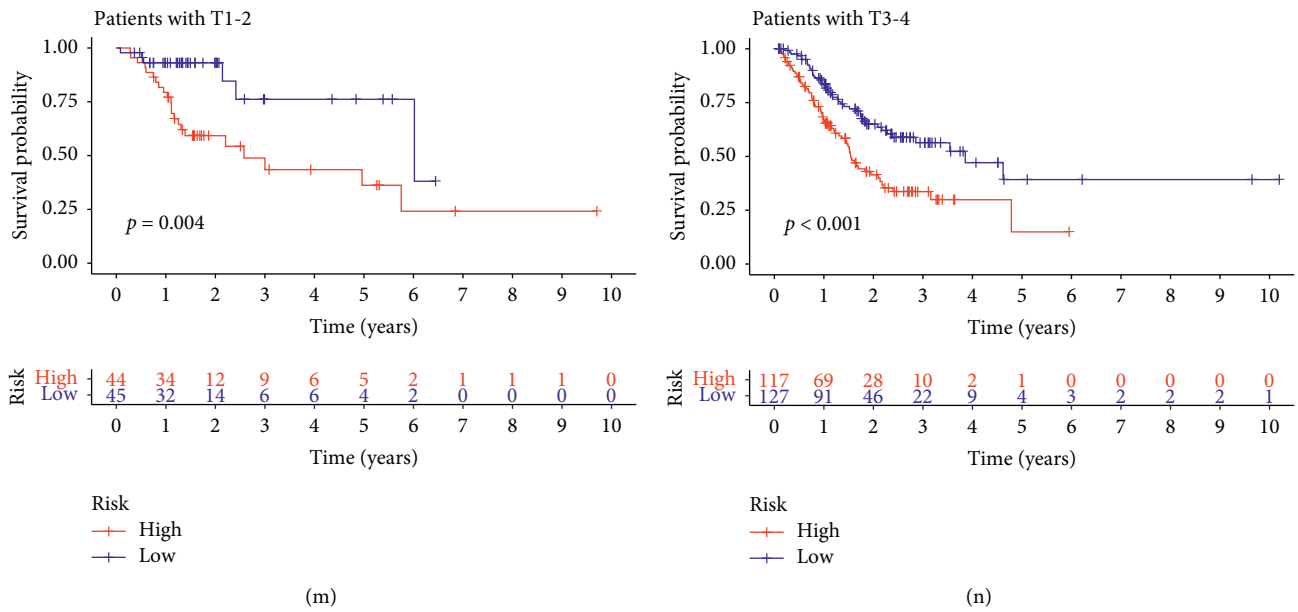 Patients with T1-2
1.00
0.75
0.50
0.25
0.00
Survival probability
p = 0.004
0 1 2 3 4 5 6 7 8 9 10
Time (years)
Risk
High 44 34 12 9 6 5 2 1 1 1 0
Low 45 32 14 6 6 4 2 0 0 0 0
0 1 2 3 4 5 6 7 8 9 10
Time (years)
Risk
High
Low
(m)
Patients with T3-4
1.00
0.75
0.50
0.25
0.00
Survival probability
p < 0.001
0 1 2 3 4 5 6 7 8 9 10
Time (years)
Risk
High 117 69 28 10 2 1 0 0 0 0 0
Low 127 91 46 22 9 4 3 2 2 2 1
0 1 2 3 4 5 6 7 8 9 10
Time (years)
Risk
High
Low
(n)